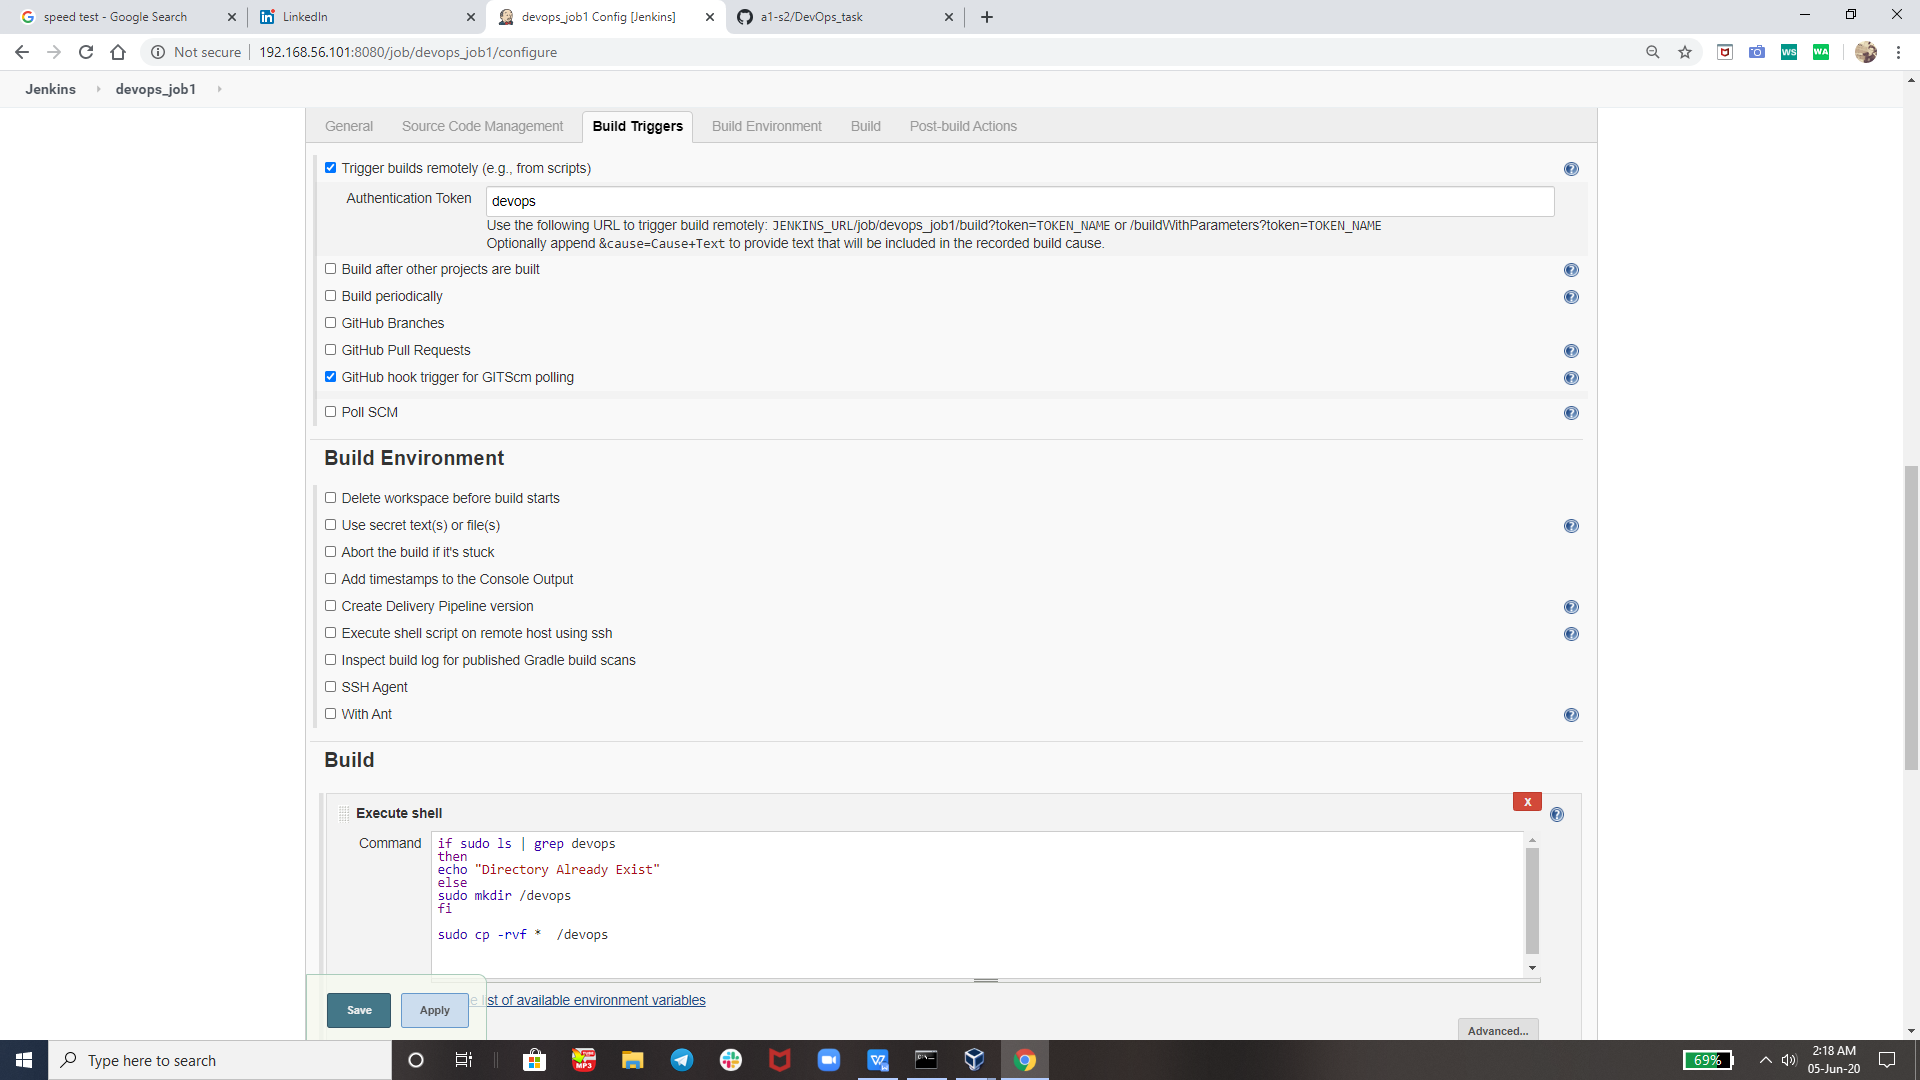 speed test - Google Search
LinkedIn
devops_job1 Config [Jenkins]
a1-s2/DevOps_task
Not secure
192.168.56.101:8080/job/devops_job1/configure
WS
WA
Jenkins
devops_job1
General
Source Code Management
Build Triggers
Build Environment
Build
Post-build Actions
Trigger builds remotely (e.g., from scripts)
Authentication Token
devops
Use the following URL to trigger build remotely: JENKINS_URL/job/devops_job1/build?token=TOKEN_NAME or /buildWithParameters?token=TOKEN_NAME
Optionally append &cause=Cause+Text to provide text that will be included in the recorded build cause.
Build after other projects are built
Build periodically
GitHub Branches
GitHub Pull Requests
GitHub hook trigger for GITScm polling
Poll SCM
Build Environment
Delete workspace before build starts
Use secret text(s) or file(s)
Abort the build if it's stuck
Add timestamps to the Console Output
Create Delivery Pipeline version
Execute shell script on remote host using ssh
Inspect build log for published Gradle build scans
SSH Agent
With Ant
Build
X
Execute shell
Command
if sudo ls | grep devops
then
echo "Directory Already Exist"
else
sudo mkdir /devops
fi
sudo cp -rvf *  /devops
e list of available environment variables
Save
Apply
Advanced...
Type here to search
MP3
69%
2:18 AM
05-Jun-20